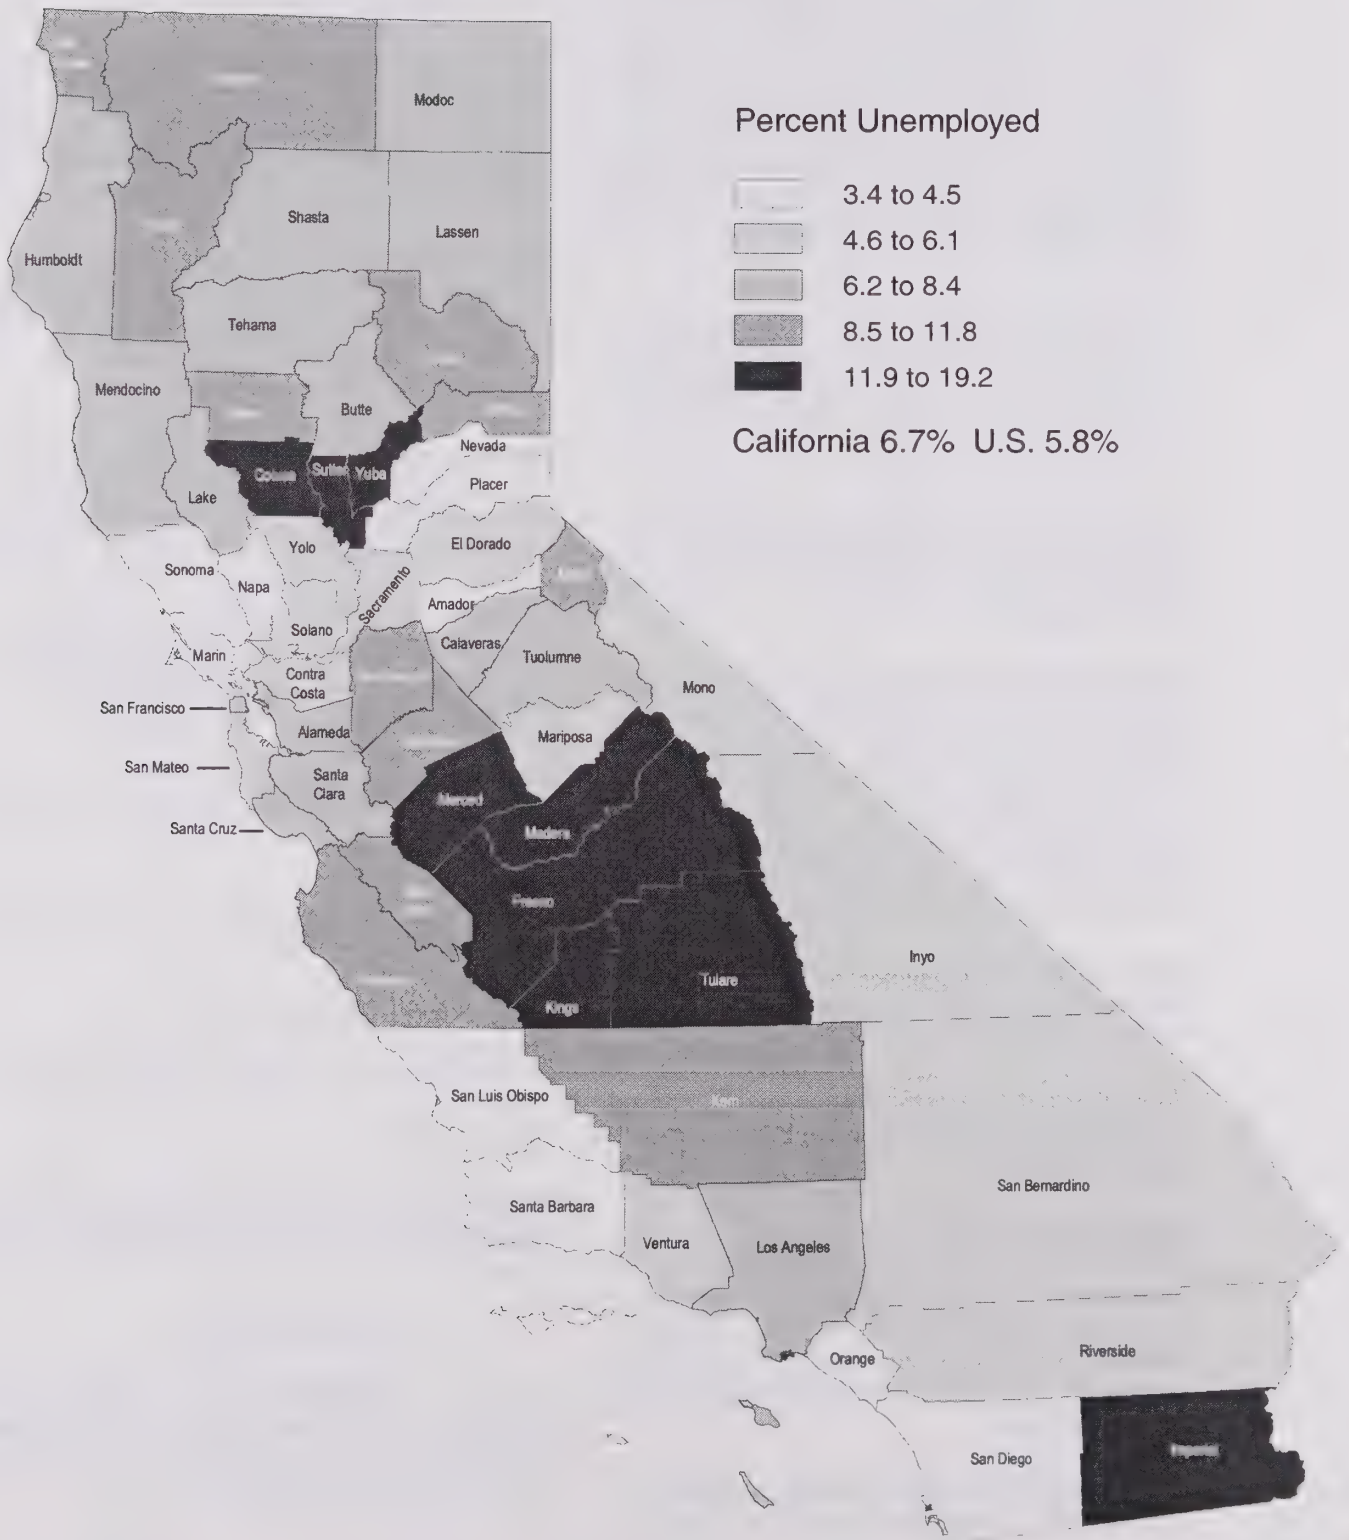 Modoc
Percent Unemployed
3.4 to 4.5
4.6 to 6.1
6.2 to 8.4
8.5 to 11.8
11.9 to 19.2
California 6.7% U.S. 5.8%
Shasta
Lassen
Humboldt
Tehama
Mendocino
Butte
Nevada
Colusa
Sutter
Yuba
Placer
Lake
Yolo
El Dorado
Sonoma
Napa
Sacramento
Amador
Solano
Calaveras
Marin
Tuolumne
Contra
Costa
Mono
San Francisco
Alameda
Mariposa
San Mateo
Santa
Clara
Merced
Santa Cruz
Madera
Fresno
Inyo
Tulare
Kings
San Luis Obispo
Kern
San Bernardino
Santa Barbara
Ventura
Los Angeles
Orange
Riverside
Imperial
San Diego